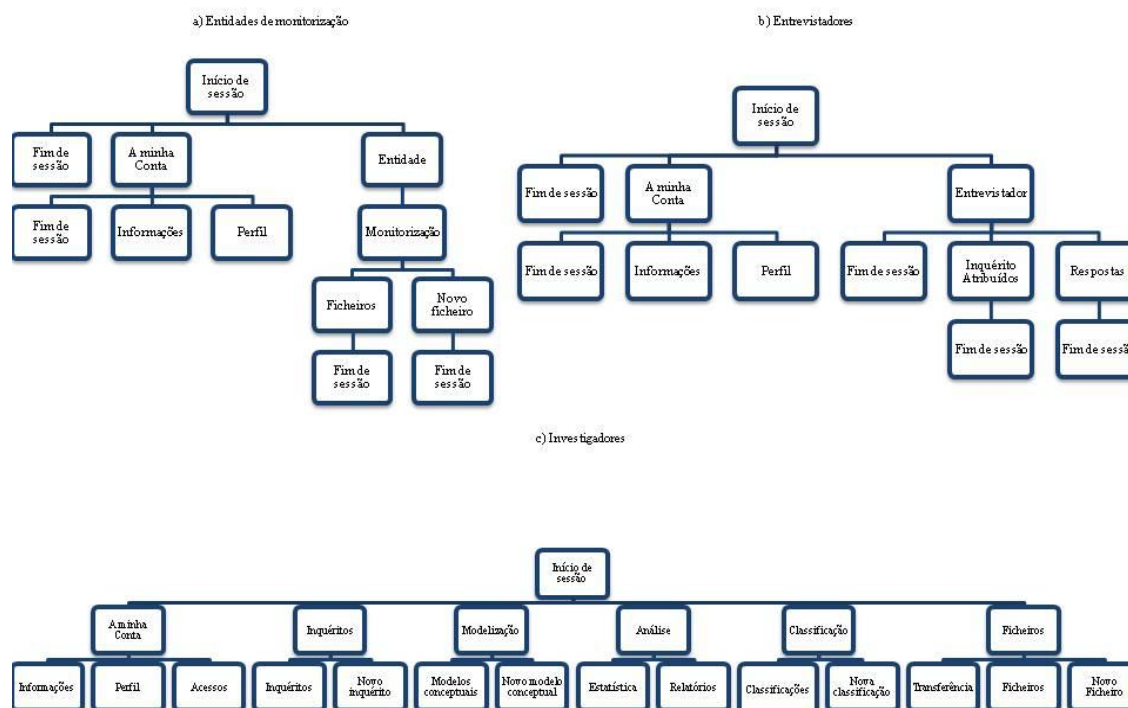 a) Entidades de monitorização
b) Entrevistadores
Início de
sessão
Fim de
sessão
A minha
Conta
Entidade
Fim de
sessão
Informações
Perfil
Monitorização
Ficheiros
Novo
ficheiro
Fim de
sessão
Fim de
sessão
Início de
sessão
Fim de sessão
A minha
Conta
Entrevistador
Fim de sessão
Informações
Perfil
Fim de sessão
Inquérito
Atribuídos
Respostas
Fim de sessão
Fim de sessão
c) Investigadores
Início de
sessão
A minha
Conta
Inquéritos
Modelização
Análise
Classificação
Ficheiros
Informações
Perfil
Acessos
Inquéritos
Novo
inquérito
Modelos
conceptuais
Novo modelo
conceptual
Estatística
Relatórios
Classificações
Nova
classificação
Transferência
Ficheiros
Novo
Ficheiro